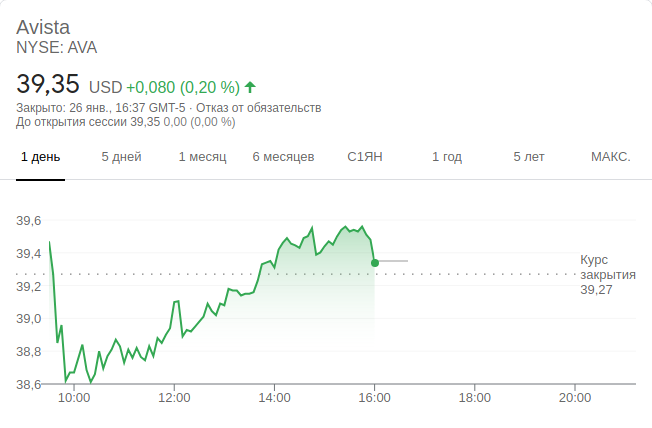 Avista
NYSE: AVA
39,35 USD +0,080 (0,20 %)
Закрыто: 26 янв., 16:37 GMT-5 · Отказ от обязательств
До открытия сессии 39,35 0,00 (0,00 %)
1 день 5 дней 1 месяц 6 месяцев С1ЯН 1 год 5 лет МАКС.
39,6
39,4
39,2
39,0
38,8
38,6
Курс
закрытия
39,27
10:00 12:00 14:00 16:00 18:00 20:00